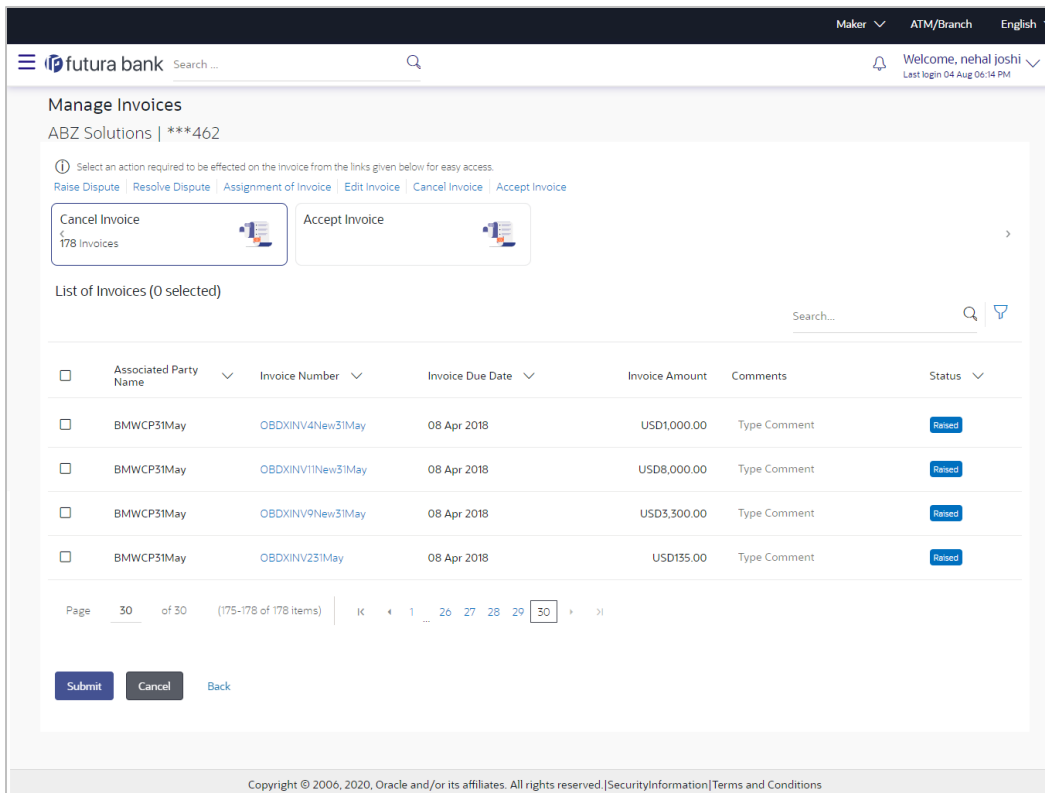 Maker ATM/Branch English
futura bank Search ... Welcome, nehal joshi
Last login 04 Aug 06:14 PM
Manage Invoices
ABZ Solutions | ***462
Select an action required to be effected on the invoice from the links given below for easy access.
Raise Dispute | Resolve Dispute | Assignment of Invoice | Edit Invoice | Cancel Invoice | Accept Invoice
Cancel Invoice Accept Invoice
178 Invoices
List of Invoices (0 selected)
Search...
Associated Party Name Invoice Number Invoice Due Date Invoice Amount Comments Status
BMWCP31May OBDXINV4New31May 08 Apr 2018 USD1,000.00 Type Comment Raised
BMWCP31May OBDXINV11New31May 08 Apr 2018 USD8,000.00 Type Comment Raised
BMWCP31May OBDXINV9New31May 08 Apr 2018 USD3,300.00 Type Comment Raised
BMWCP31May OBDXINV231May 08 Apr 2018 USD135.00 Type Comment Raised
Page 30 of 30 (175-178 of 178 items) 1 ... 26 27 28 29 30
Submit Cancel Back
Copyright © 2006, 2020, Oracle and/or its affiliates. All rights reserved.|SecurityInformation|Terms and Conditions